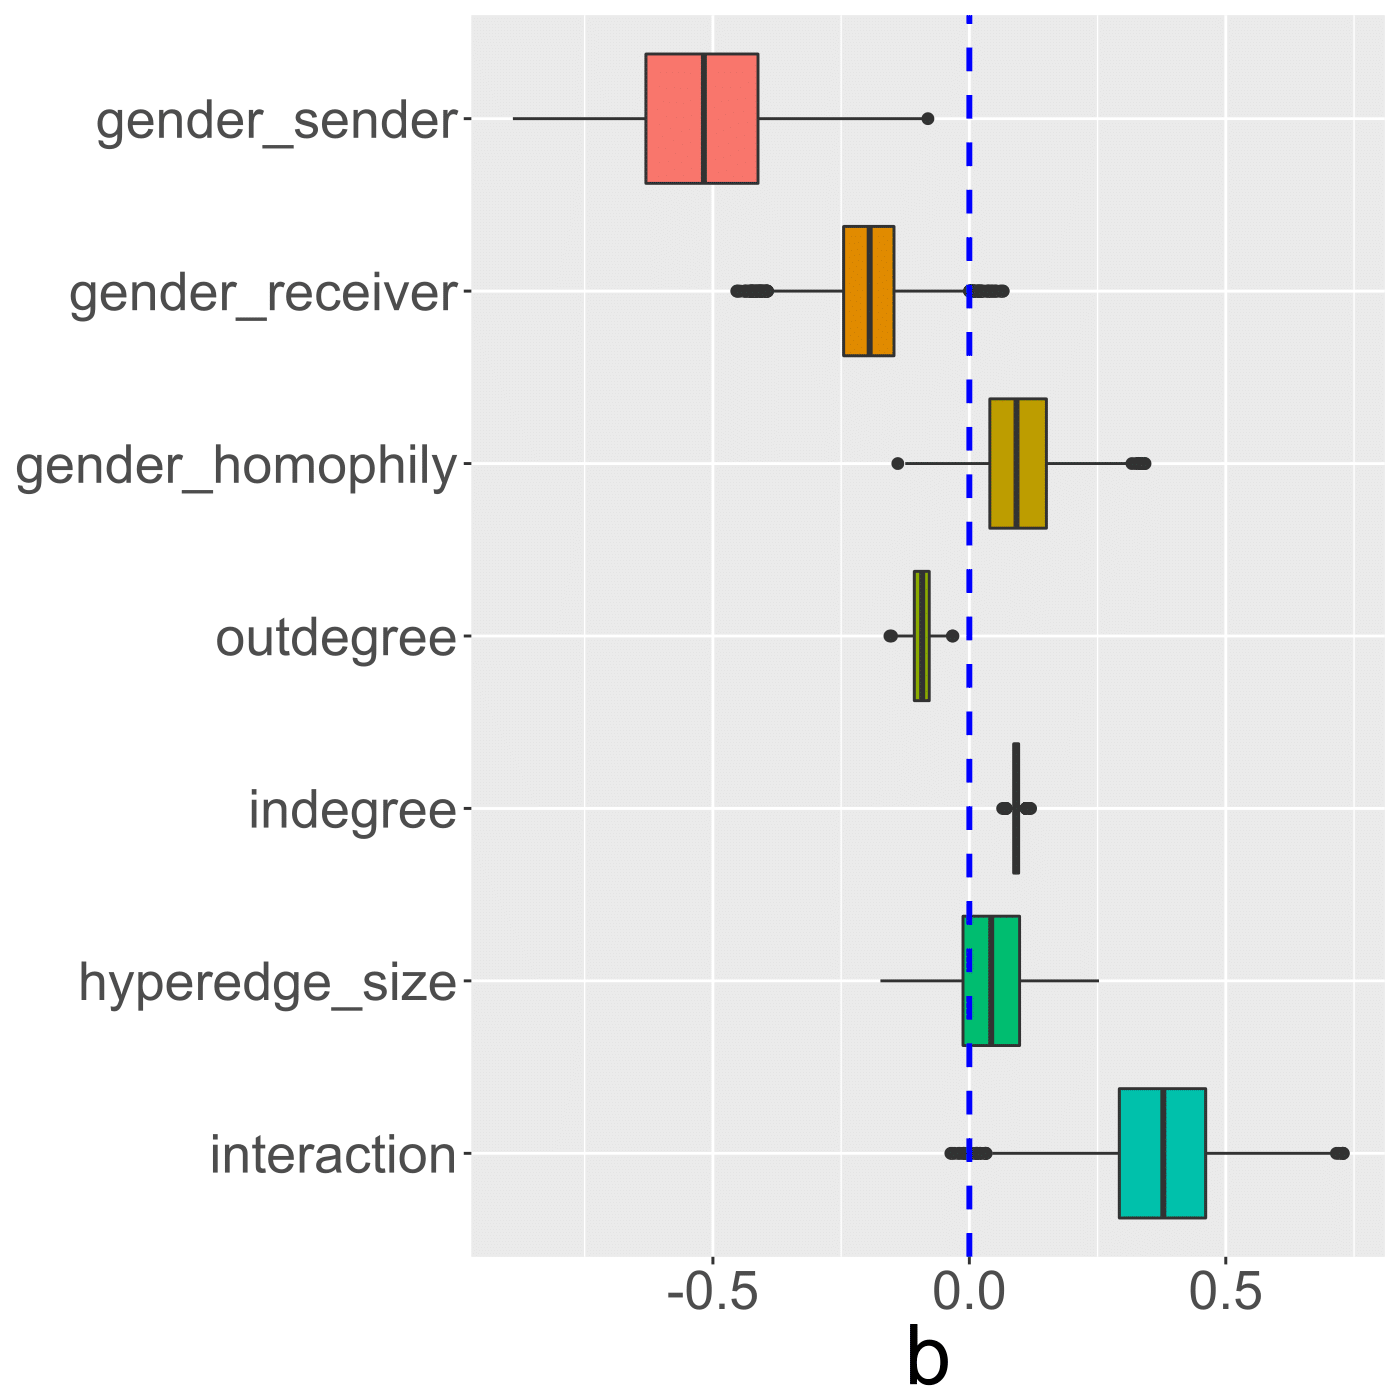 gender_sender
gender_receiver
gender_homophily
outdegree
indegree
hyperedge_size
interaction
-0.5 0.0 0.5
b